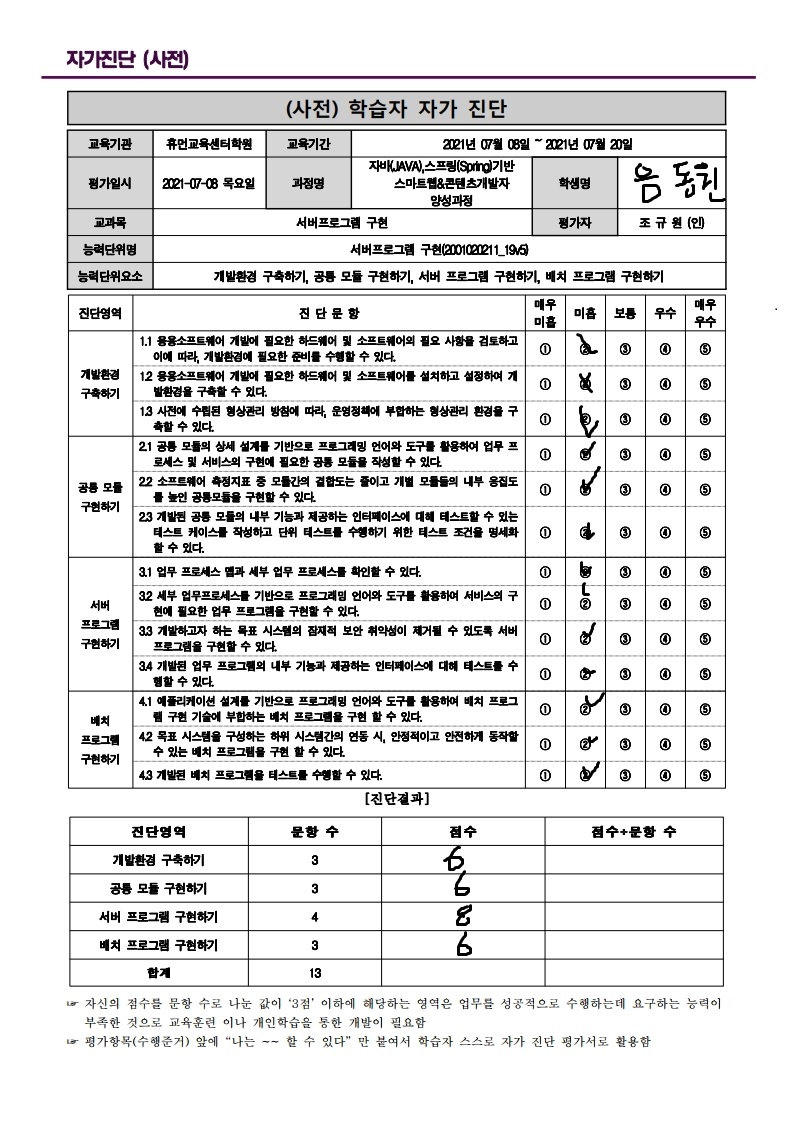 자가진단 (사전)
(사전) 학습자 자가 진단
교육기관 휴먼교육센터학원 교육기간 2021년 07월 08일 ~ 2021년 07월 20일
평가일시 2021-07-08 목요일 과정명 자바(JAVA),스프링(Spring)기반
스마트웹&콘텐츠개발자
양성과정
학생명 음동훤
교과목 서버프로그램 구현 평가자 조 규 원 (인)
능력단위명 서버프로그램 구현(2001020211_19v5)
능력단위요소 개발환경 구축하기, 공통 모듈 구현하기, 서버 프로그램 구현하기, 배치 프로그램 구현하기
진단영역 진 단 문 항 매우 미흡 미흡 보통 우수 매우 우수
개발환경
구축하기
1.1 응용소프트웨어 개발에 필요한 하드웨어 및 소프트웨어의 필요 사항을 검토하고
이에 따라, 개발환경에 필요한 준비를 수행할 수 있다. ① ② ③ ④ ⑤
1.2 응용소프트웨어 개발에 필요한 하드웨어 및 소프트웨어를 설치하고 설정하여 개
발환경을 구축할 수 있다. ① ② ③ ④ ⑤
1.3 사전에 수립된 형상관리 방침에 따라, 운영정책에 부합하는 형상관리 환경을 구
축할 수 있다. ① ② ③ ④ ⑤
공통 모듈
구현하기
2.1 공통 모듈의 상세 설계를 기반으로 프로그래밍 언어와 도구를 활용하여 업무 프
로세스 및 서비스의 구현에 필요한 공통 모듈을 작성할 수 있다. ① ② ③ ④ ⑤
2.2 소프트웨어 측정지표 중 모듈간의 결합도는 줄이고 개별 모듈들의 내부 응집도
를 높인 공통모듈을 구현할 수 있다. ① ② ③ ④ ⑤
2.3 개발된 공통 모듈의 내부 기능과 제공하는 인터페이스에 대해 테스트할 수 있는
테스트 케이스를 작성하고 단위 테스트를 수행하기 위한 테스트 조건을 명세화
할 수 있다. ① ② ③ ④ ⑤
서버
프로그램
구현하기
3.1 업무 프로세스 맵과 세부 업무 프로세스를 확인할 수 있다. ① ② ③ ④ ⑤
3.2 세부 업무프로세스를 기반으로 프로그래밍 언어와 도구를 활용하여 서비스의 구
현에 필요한 업무 프로그램을 구현할 수 있다. ① ② ③ ④ ⑤
3.3 개발하고자 하는 목표 시스템의 잠재적 보안 취약성이 제거될 수 있도록 서버
프로그램을 구현할 수 있다. ① ② ③ ④ ⑤
3.4 개발된 업무 프로그램의 내부 기능과 제공하는 인터페이스에 대해 테스트를 수
행할 수 있다. ① ② ③ ④ ⑤
배치
프로그램
구현하기
4.1 애플리케이션 설계를 기반으로 프로그래밍 언어와 도구를 활용하여 배치 프로그
램 구현 기술에 부합하는 배치 프로그램을 구현 할 수 있다. ① ② ③ ④ ⑤
4.2 목표 시스템을 구성하는 하위 시스템간의 연동 시, 안정적이고 안전하게 동작할
수 있는 배치 프로그램을 구현 할 수 있다. ① ② ③ ④ ⑤
4.3 개발된 배치 프로그램을 테스트를 수행할 수 있다. ① ② ③ ④ ⑤
[진단결과]
진단영역 문항 수 점수 점수÷문항 수
개발환경 구축하기 3 6
공통 모듈 구현하기 3 6
서버 프로그램 구현하기 4 8
배치 프로그램 구현하기 3 6
합계 13
☞ 자신의 점수를 문항 수로 나눈 값이 ‘3점’ 이하에 해당하는 영역은 업무를 성공적으로 수행하는데 요구하는 능력이
부족한 것으로 교육훈련 이나 개인학습을 통한 개발이 필요함
☞ 평가항목(수행준거) 앞에 “나는 ~~ 할 수 있다” 만 붙여서 학습자 스스로 자가 진단 평가서로 활용함